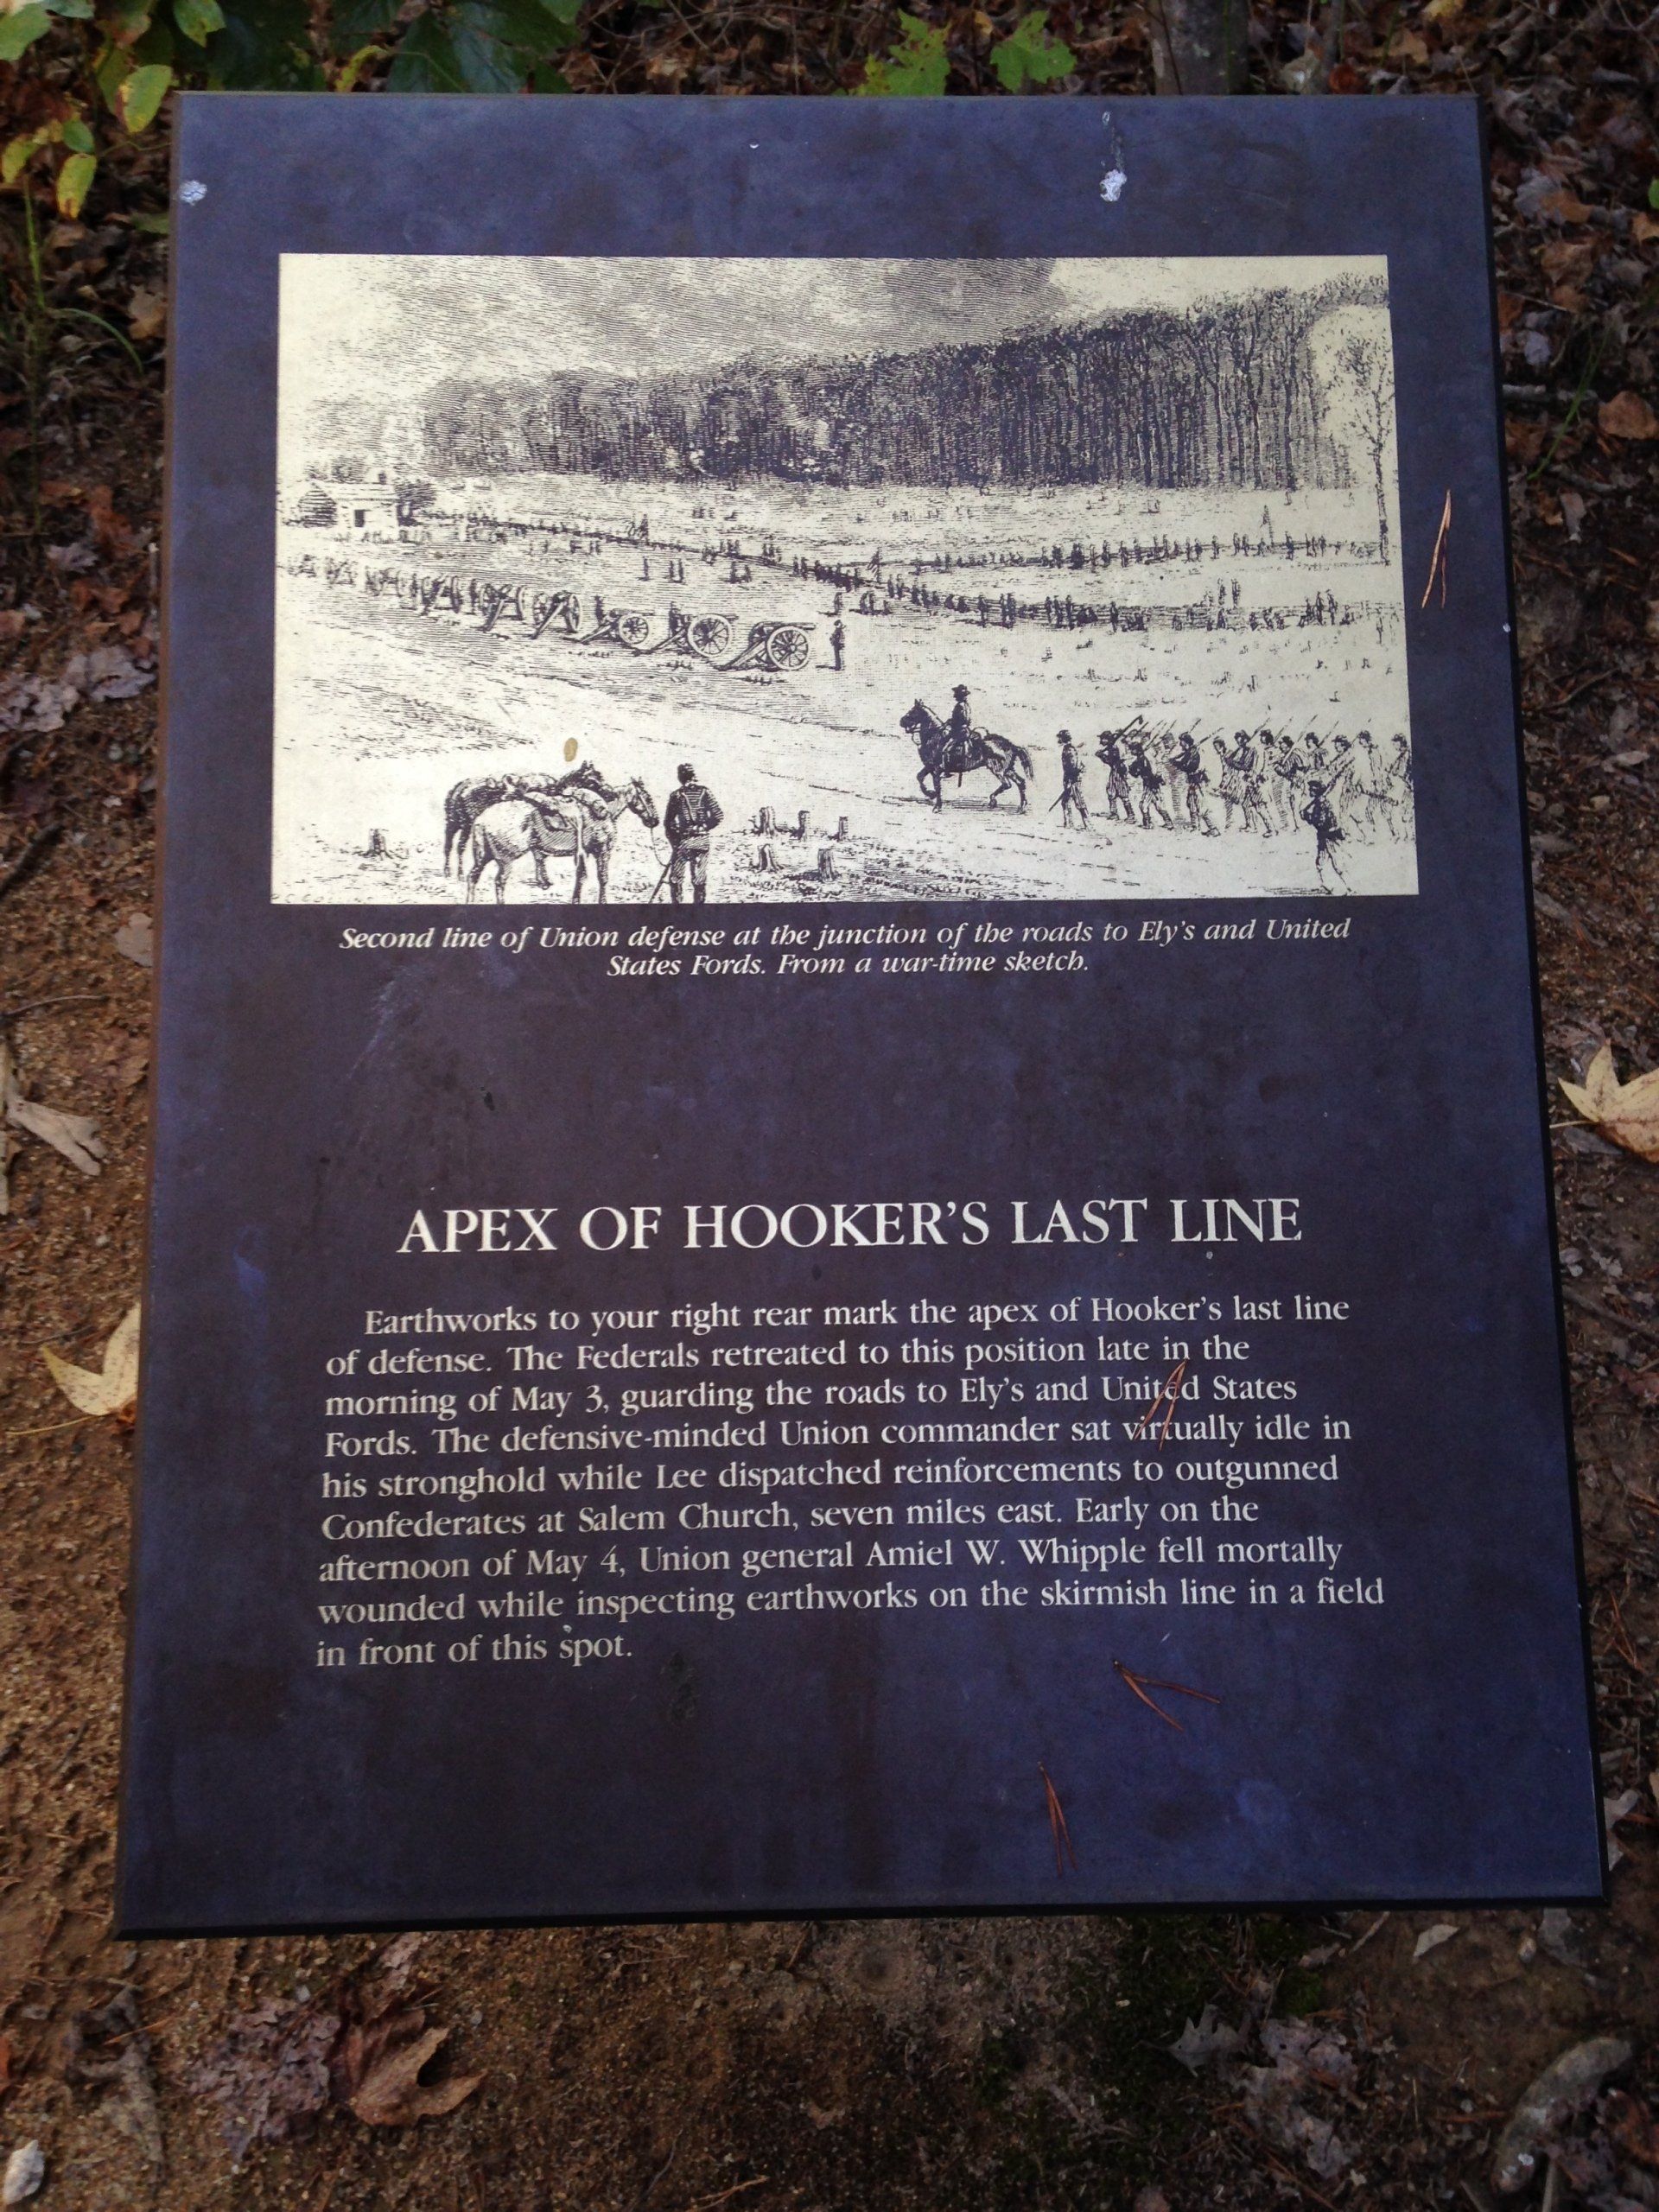 Second line of Union defense at the junction of the roads to Ely's and United
States Fords. From a war-time sketch.
APEX OF HOOKER'S LAST LINE
Earthworks to your right rear mark the apex of Hooker's last line
of defense. The Federals retreated to this position late in the
morning of May 3, guarding the roads to Ely's and United States
Fords. The defensive-minded Union commander sat virtually idle in
his stronghold while Lee dispatched reinforcements to outgunned
Confederates at Salem Church, seven miles east. Early on the
afternoon of May 4, Union general Amiel W. Whipple fell mortally
wounded while inspecting earthworks on the skirmish line in a field
in front of this spot.